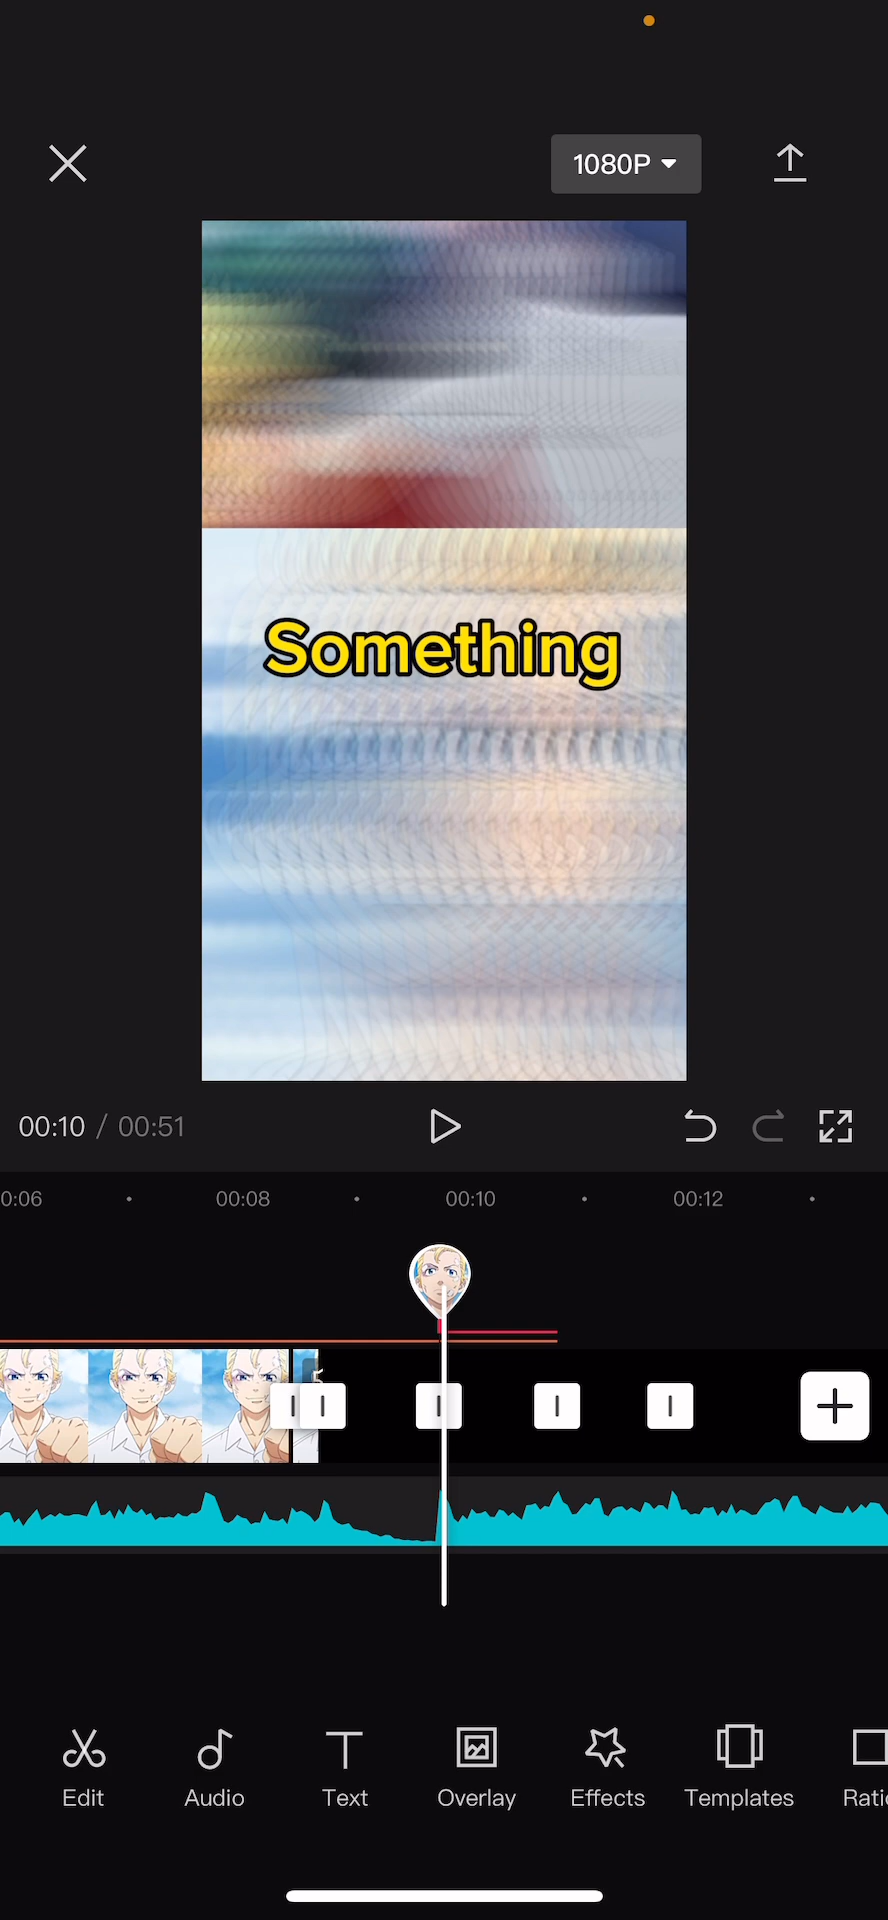 1080P
Something
00:10 / 00:51
0:06 00:08 00:10 00:12
Edit Audio Text Overlay Effects Templates Ratio